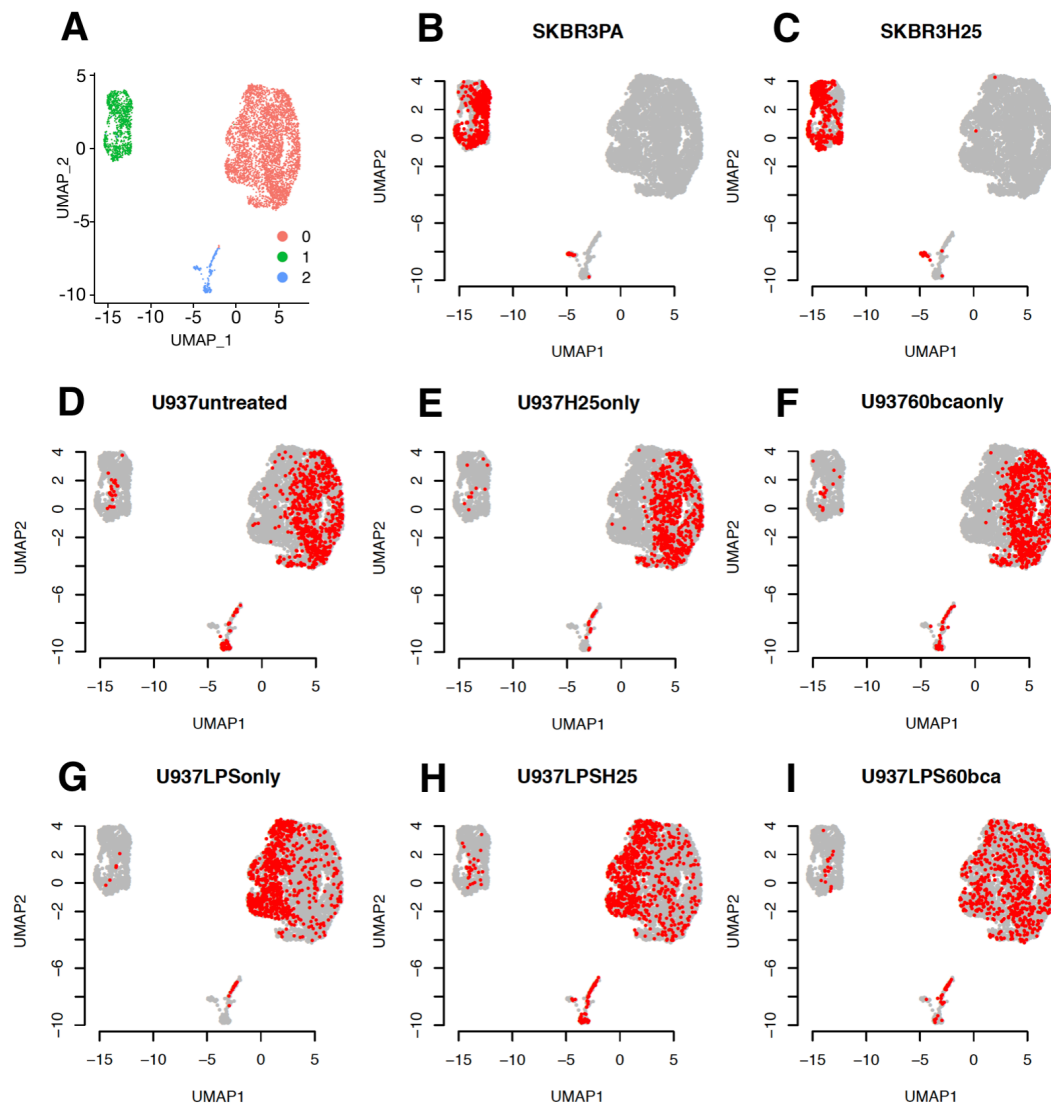 A
5
0
-5
-10
UMAP_2
-15 -10 -5 0 5
UMAP_1
0
1
2
B
SKBR3PA
4
2
0
−2
−6
−10
UMAP2
−15 −10 −5 0 5
UMAP1
C
SKBR3H25
4
2
0
−2
−6
−10
UMAP2
−15 −10 −5 0 5
UMAP1
D
U937untreated
4
2
0
−2
−6
−10
UMAP2
−15 −10 −5 0 5
UMAP1
E
U937H25only
4
2
0
−2
−6
−10
UMAP2
−15 −10 −5 0 5
UMAP1
F
U93760bcaonly
4
2
0
−2
−6
−10
UMAP2
−15 −10 −5 0 5
UMAP1
G
U937LPSonly
4
2
0
−2
−6
−10
UMAP2
−15 −10 −5 0 5
UMAP1
H
U937LPSH25
4
2
0
−2
−6
−10
UMAP2
−15 −10 −5 0 5
UMAP1
I
U937LPS60bca
4
2
0
−2
−6
−10
UMAP2
−15 −10 −5 0 5
UMAP1